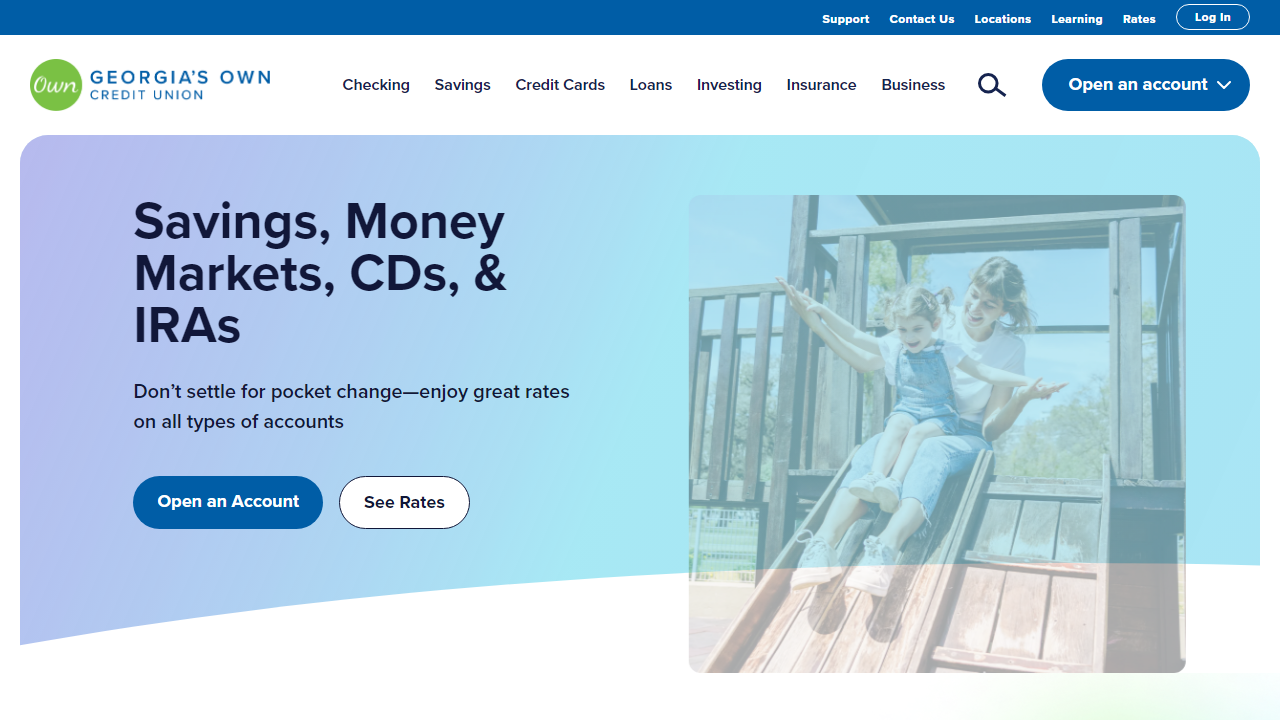 Support Contact Us Locations Learning Rates Log In
Own GEORGIA'S OWN
CREDIT UNION
Checking Savings Credit Cards Loans Investing Insurance Business Open an account
Savings, Money
Markets, CDs, &
IRAs
Don’t settle for pocket change—enjoy great rates
on all types of accounts
Open an Account See Rates